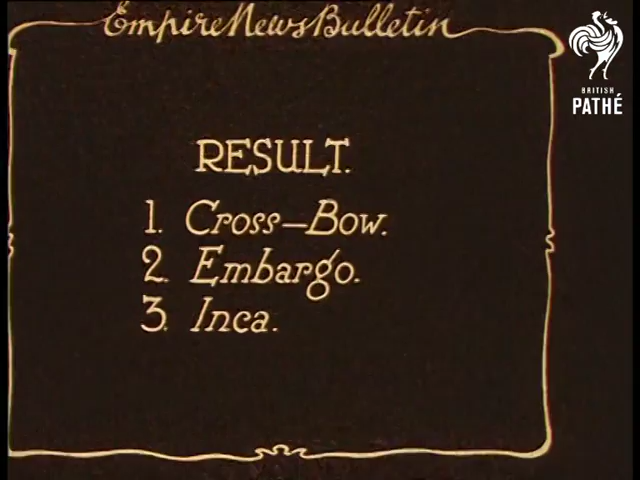 Empire News Bulletin
BRITISH
PATHÉ
RESULT.
1. Cross-Bow.
2. Embargo.
3. Inca.